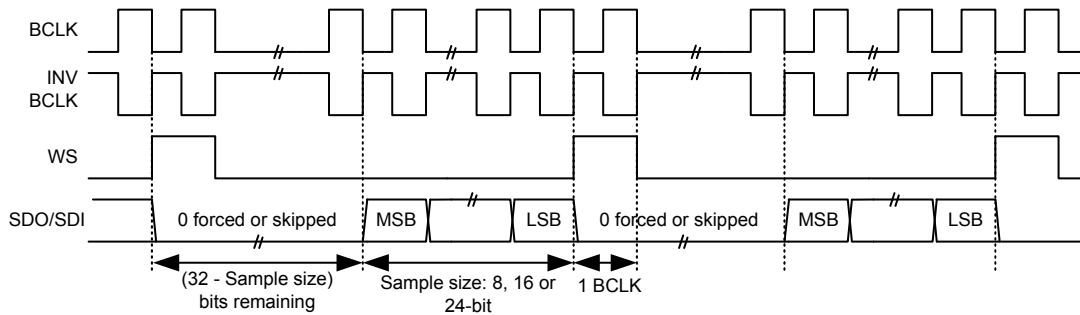 BCLK
INV
BCLK
WS
SDO/SDI
0 forced or skipped
MSB
LSB
0 forced or skipped
MSB
LSB
(32 - Sample size)
bits remaining
Sample size: 8, 16 or
24-bit
1 BCLK